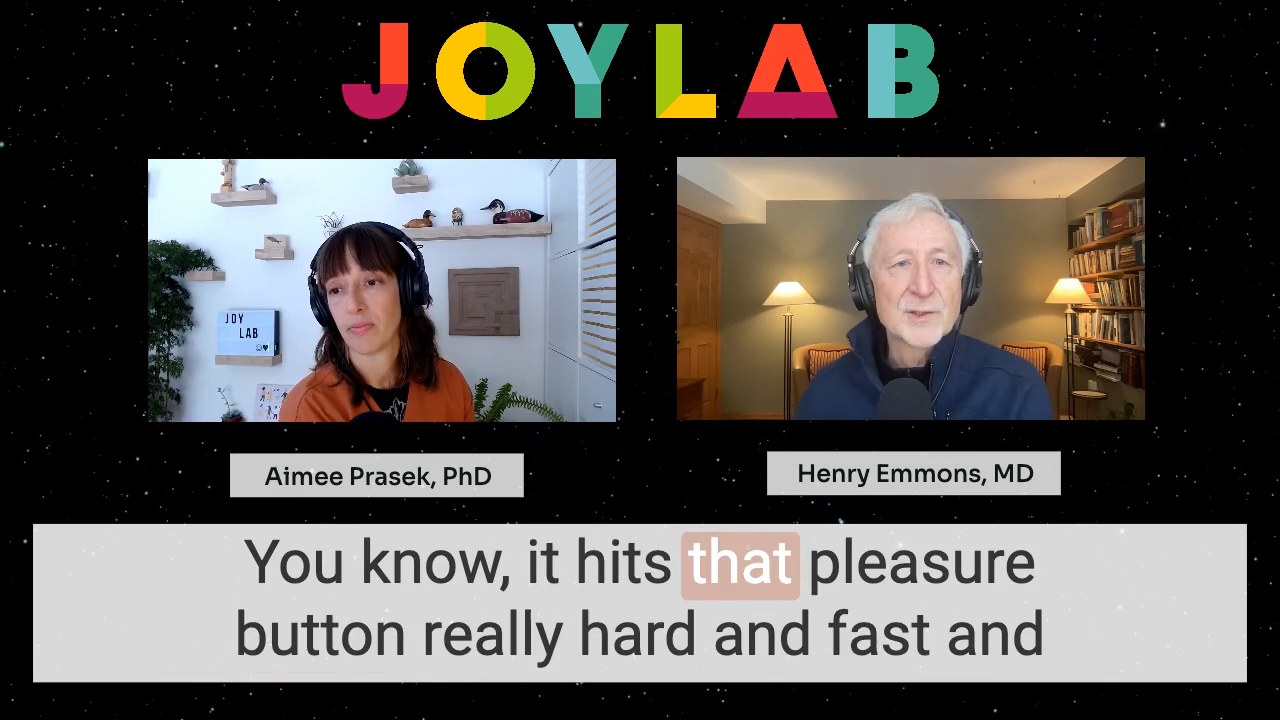 JOYLAB
JOY
LAB
Aimee Prasek, PhD
Henry Emmons, MD
You know, it hits that pleasure
button really hard and fast and